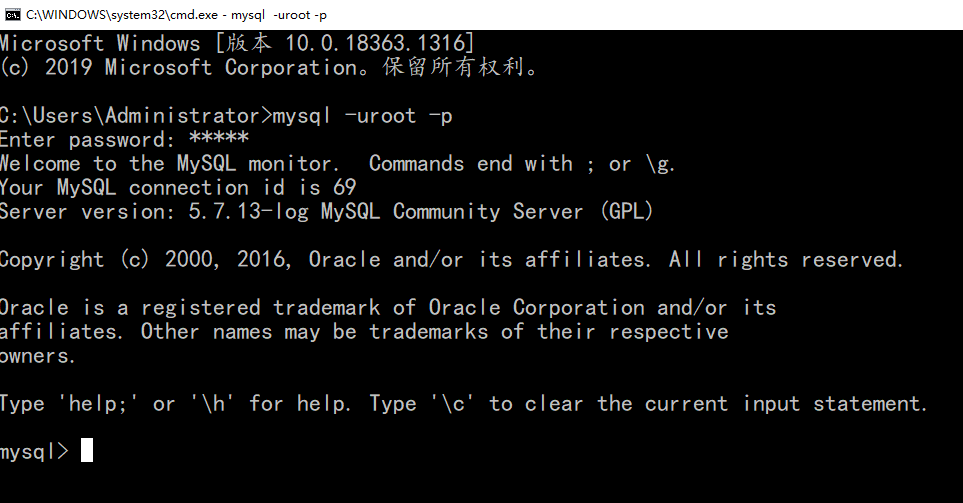 C:\WINDOWS\system32\cmd.exe - mysql  -uroot -p
Microsoft Windows [版本 10.0.18363.1316]
(c) 2019 Microsoft Corporation。保留所有权利。
C:\Users\Administrator>mysql -uroot -p
Enter password: *****
Welcome to the MySQL monitor.  Commands end with ; or \g.
Your MySQL connection id is 69
Server version: 5.7.13-log MySQL Community Server (GPL)
Copyright (c) 2000, 2016, Oracle and/or its affiliates. All rights reserved.
Oracle is a registered trademark of Oracle Corporation and/or its
affiliates. Other names may be trademarks of their respective
owners.
Type 'help;' or '\h' for help. Type '\c' to clear the current input statement.
mysql>